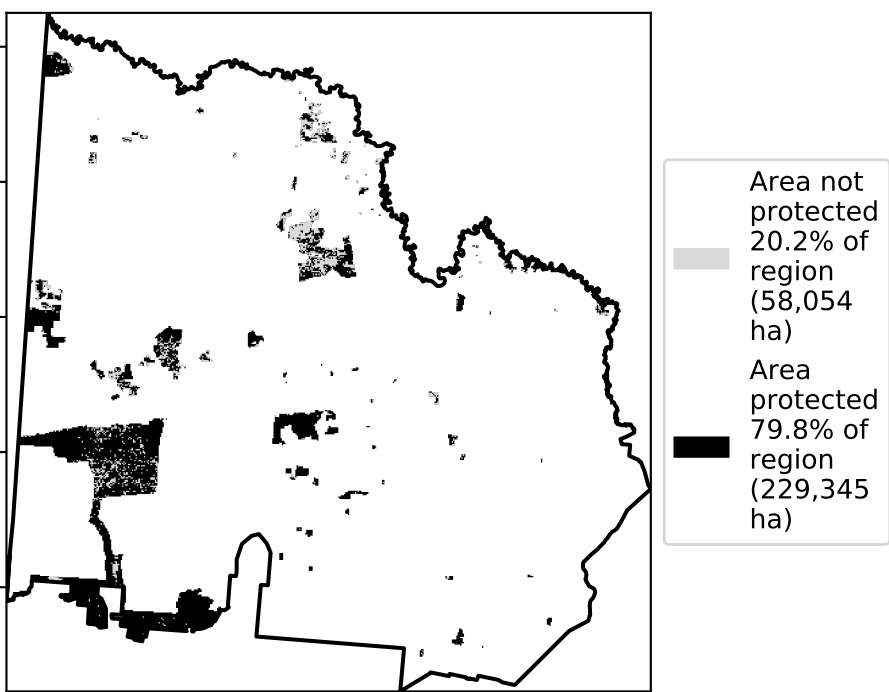 Area not
protected
20.2% of
region
(58,054
ha)
Area
protected
79.8% of
region
(229,345
ha)